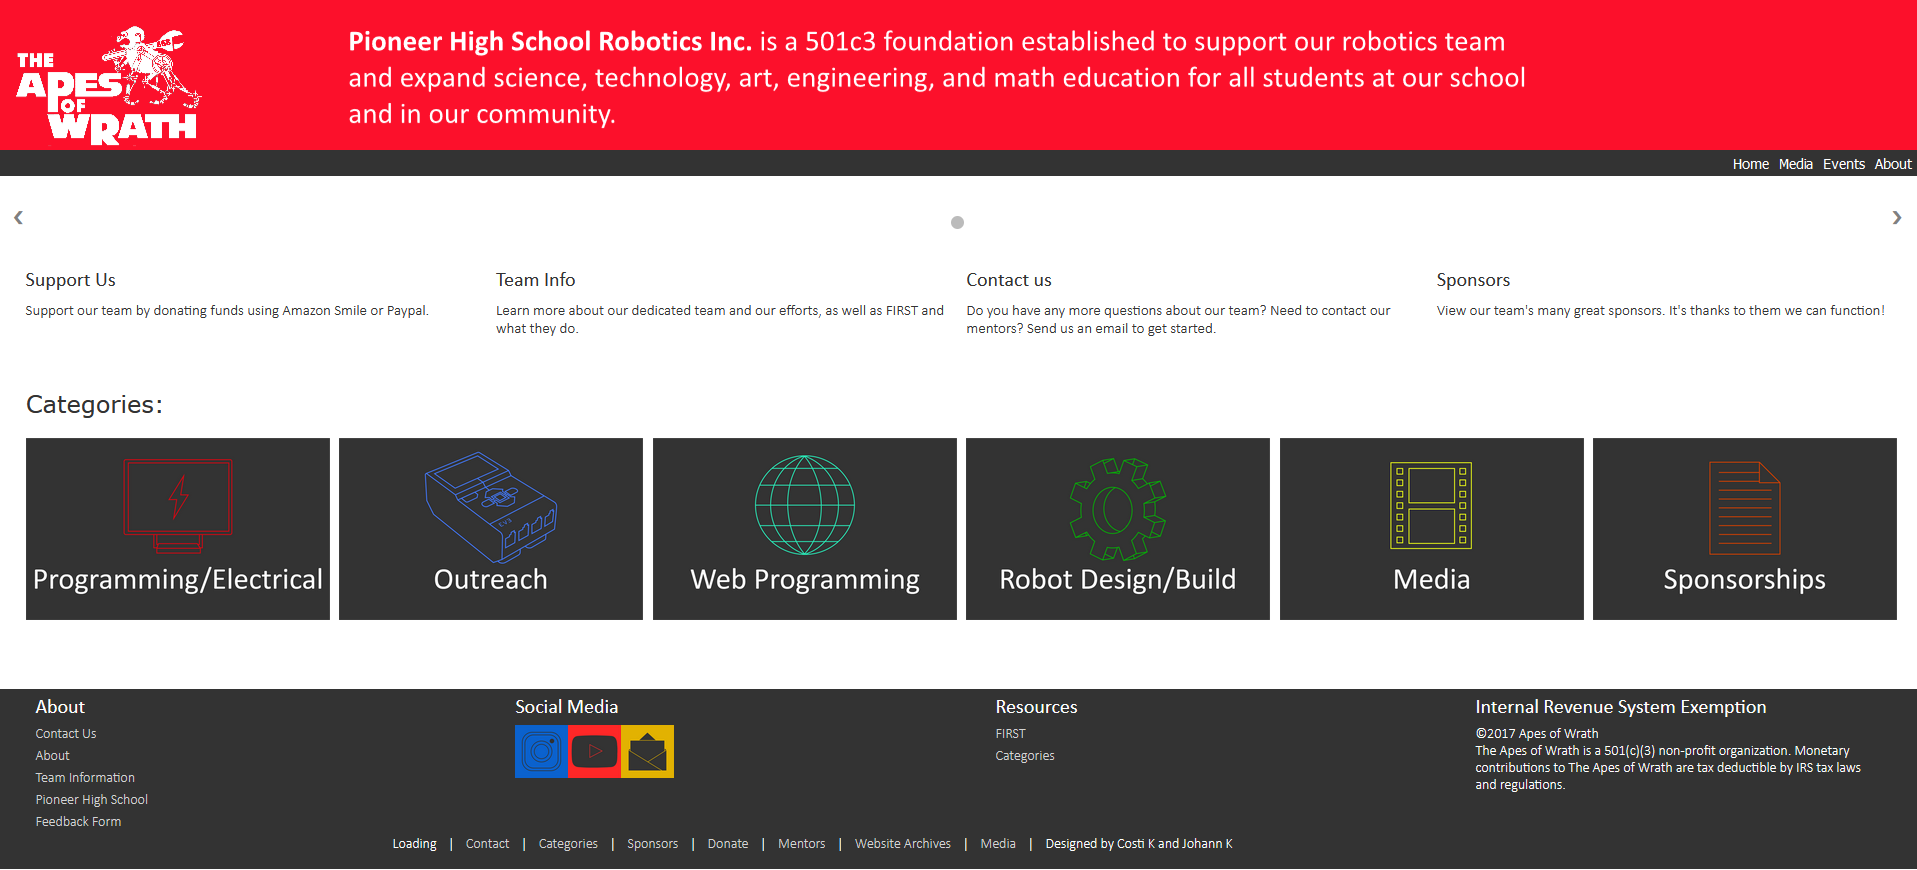 THE
APES
OF
WRATH
Pioneer High School Robotics Inc. is a 501c3 foundation established to support our robotics team
and expand science, technology, art, engineering, and math education for all students at our school
and in our community.
Home Media Events About
‹ ›
Support Us
Support our team by donating funds using Amazon Smile or Paypal.
Team Info
Learn more about our dedicated team and our efforts, as well as FIRST and
what they do.
Contact us
Do you have any more questions about our team? Need to contact our
mentors? Send us an email to get started.
Sponsors
View our team's many great sponsors. It's thanks to them we can function!
Categories:
Programming/Electrical
EV3
Outreach
Web Programming
Robot Design/Build
Media
Sponsorships
About
Contact Us
About
Team Information
Pioneer High School
Feedback Form
Social Media
Resources
FIRST
Categories
Internal Revenue System Exemption
©2017 Apes of Wrath
The Apes of Wrath is a 501(c)(3) non-profit organization. Monetary
contributions to The Apes of Wrath are tax deductible by IRS tax laws
and regulations.
Loading | Contact | Categories | Sponsors | Donate | Mentors | Website Archives | Media | Designed by Costi K and Johann K